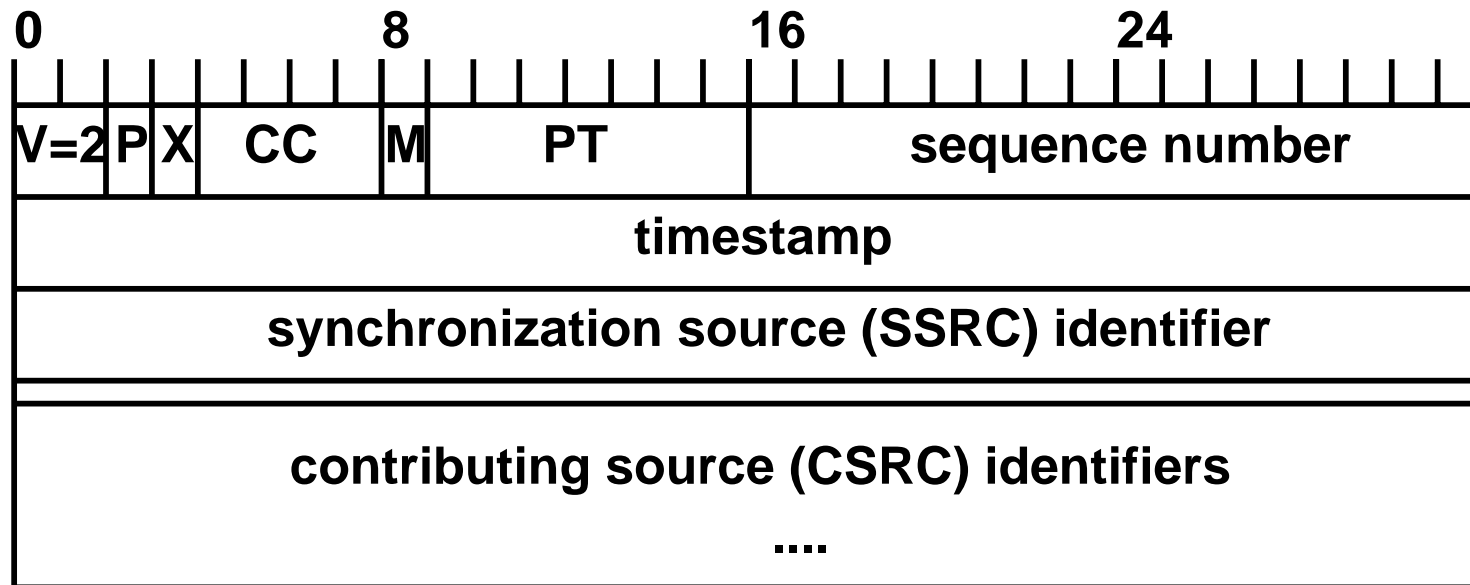 0 8 16 24
V=2 P X CC M PT sequence number
timestamp
synchronization source (SSRC) identifier
contributing source (CSRC) identifiers
....